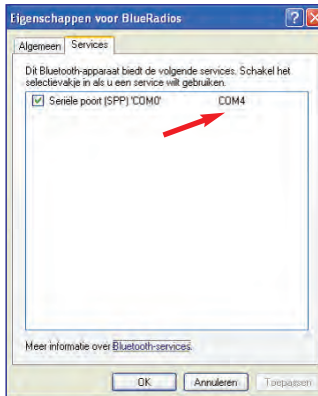 Eigenschappen voor BlueRadios
Algemeen Services
Dit Bluetooth-apparaat biedt de volgende services. Schakel het
selectievakje in als u een service wilt gebruiken.
Seriële poort (SPP) 'COM0' COM4
Meer informatie over Bluetooth-services.
OK Annuleren Toepassen